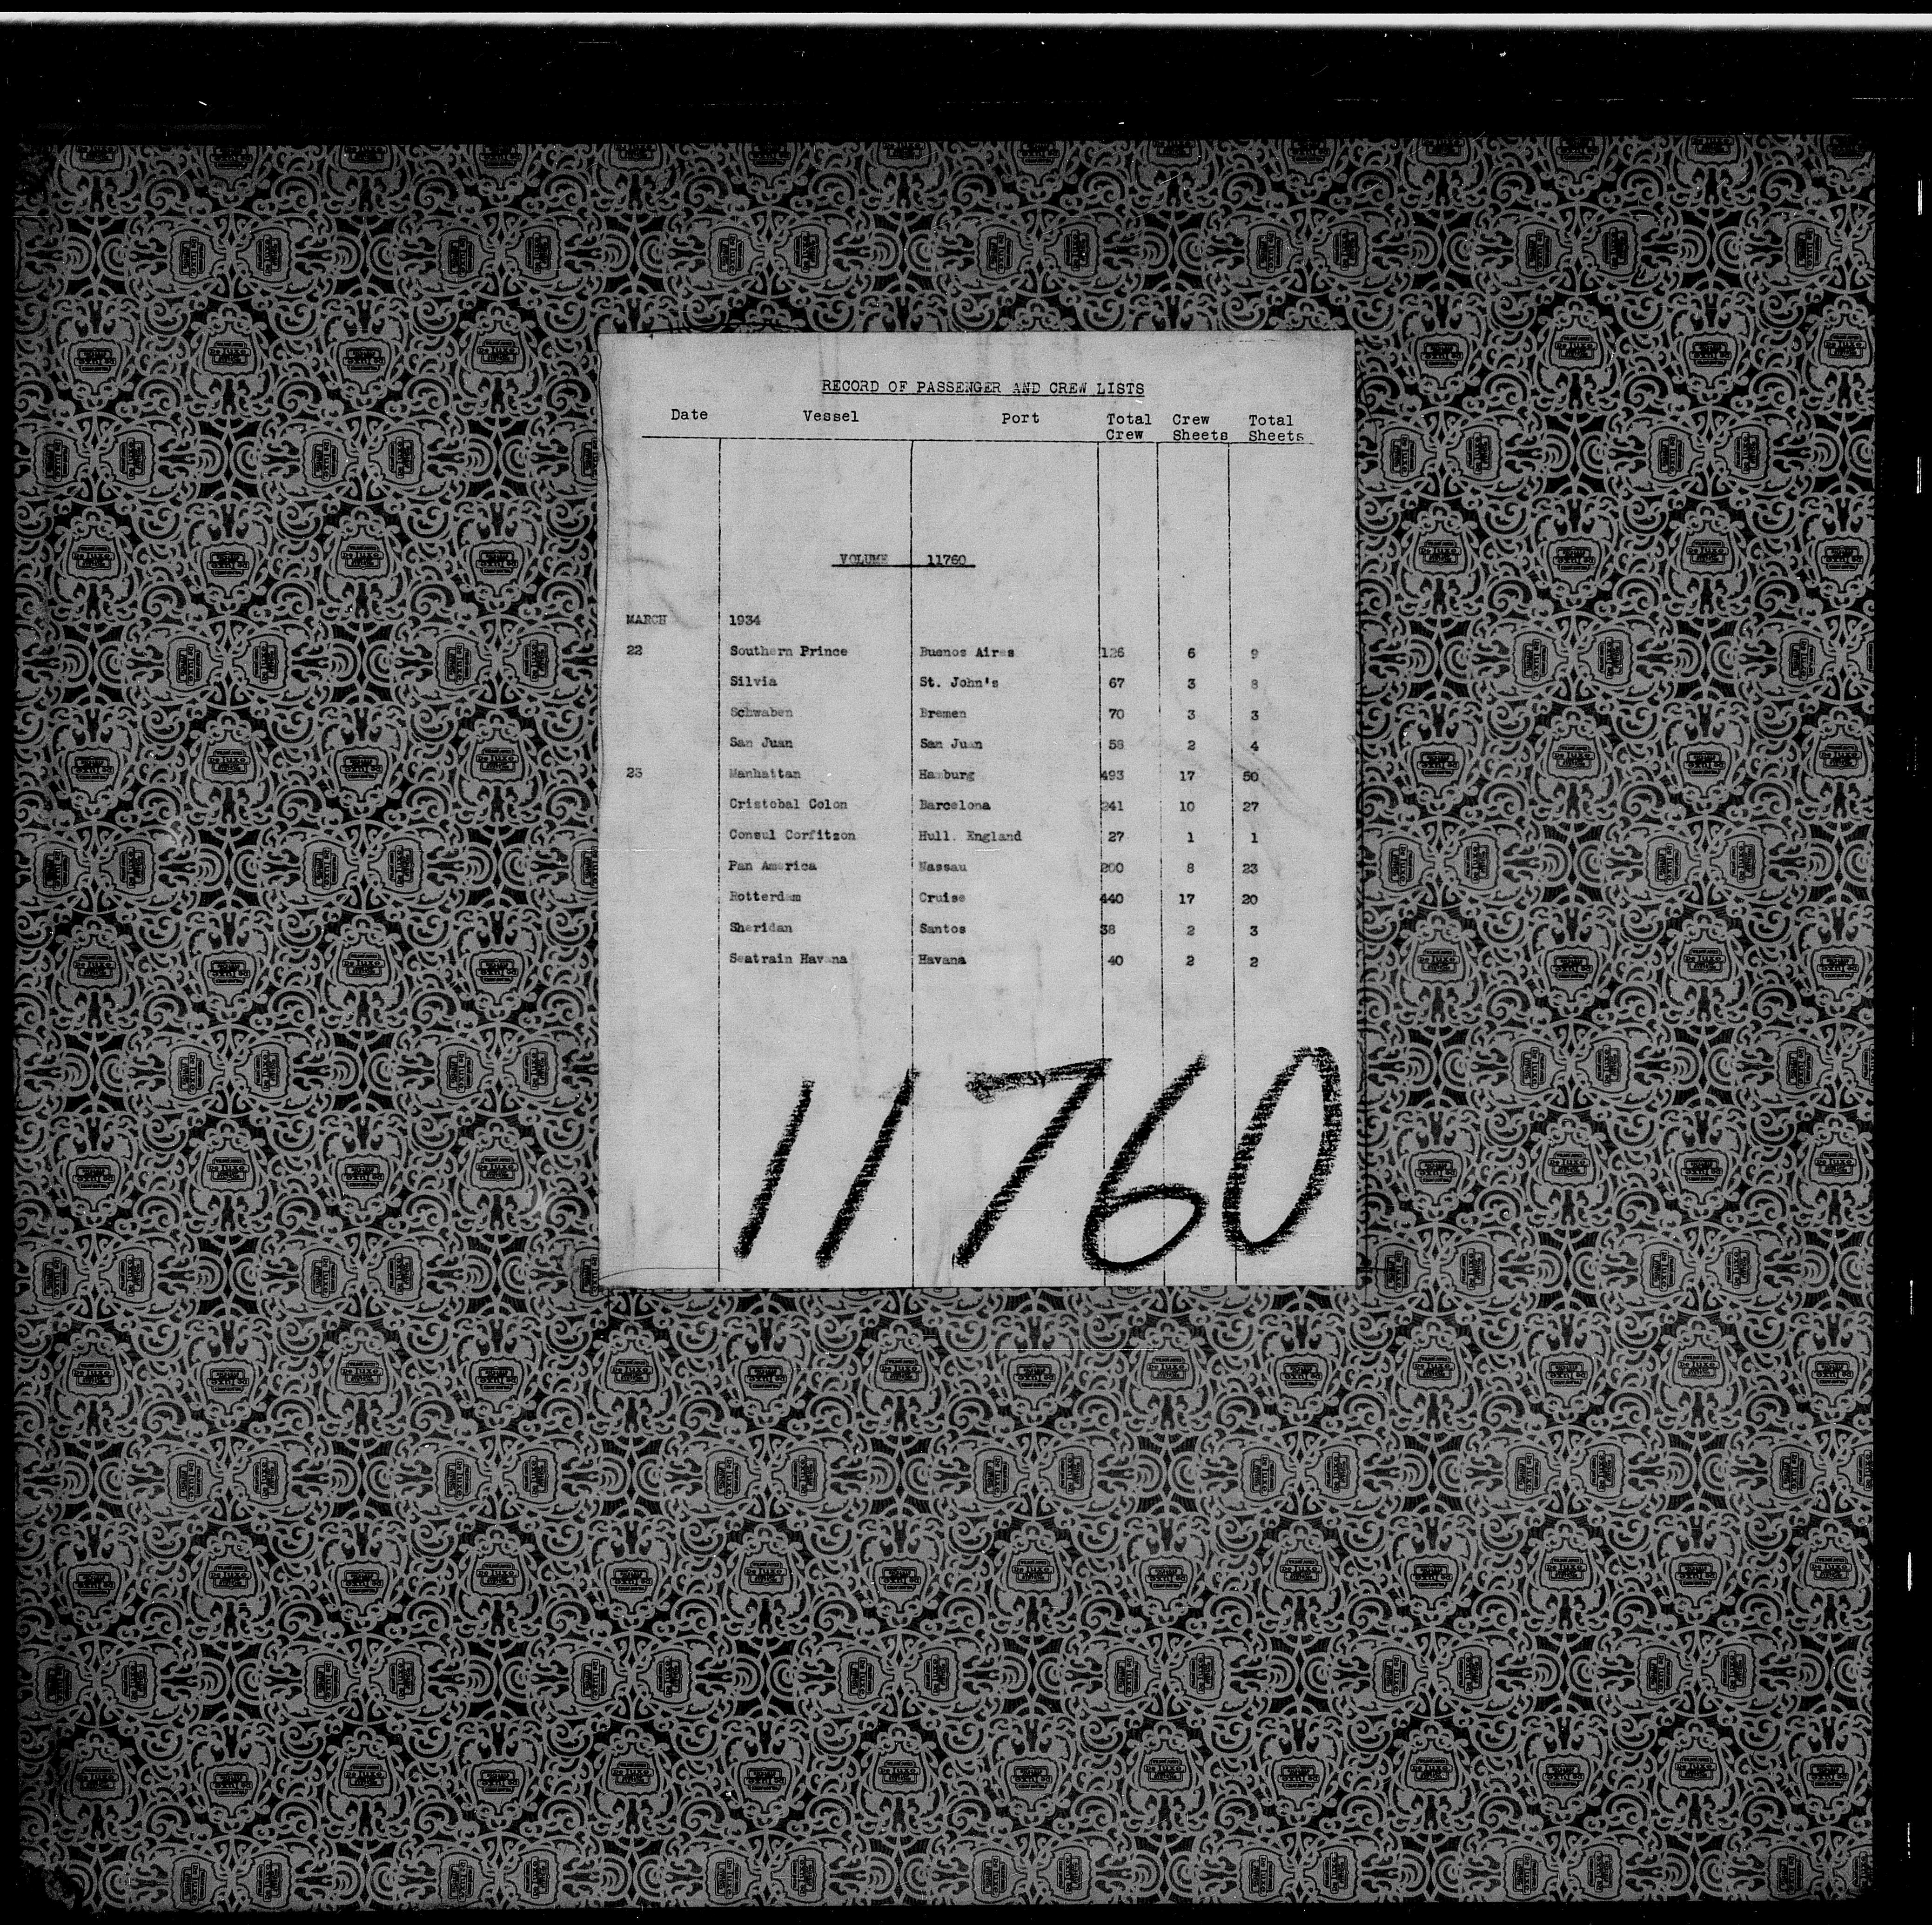 RECORD OF PASSENGER AND CREW LISTS
Date Vessel Port Total Crew Crew Sheets Total Sheets
VOLUME 11760
MARCH 1934
22 Southern Prince Buenos Aires 126 6 9
Silvia St. John's 67 3 8
Schwaben Bremen 70 3 3
San Juan San Juan 58 2 4
23 Manhattan Hamburg 493 17 50
Cristobal Colon Barcelona 241 10 27
Consul Corfitzon Hull. England 27 1 1
Pan America Nassau 200 8 23
Rotterdam Cruise 440 17 20
Sheridan Santos 38 2 3
Seatrain Havana Havana 40 2 2
11760
De luxe